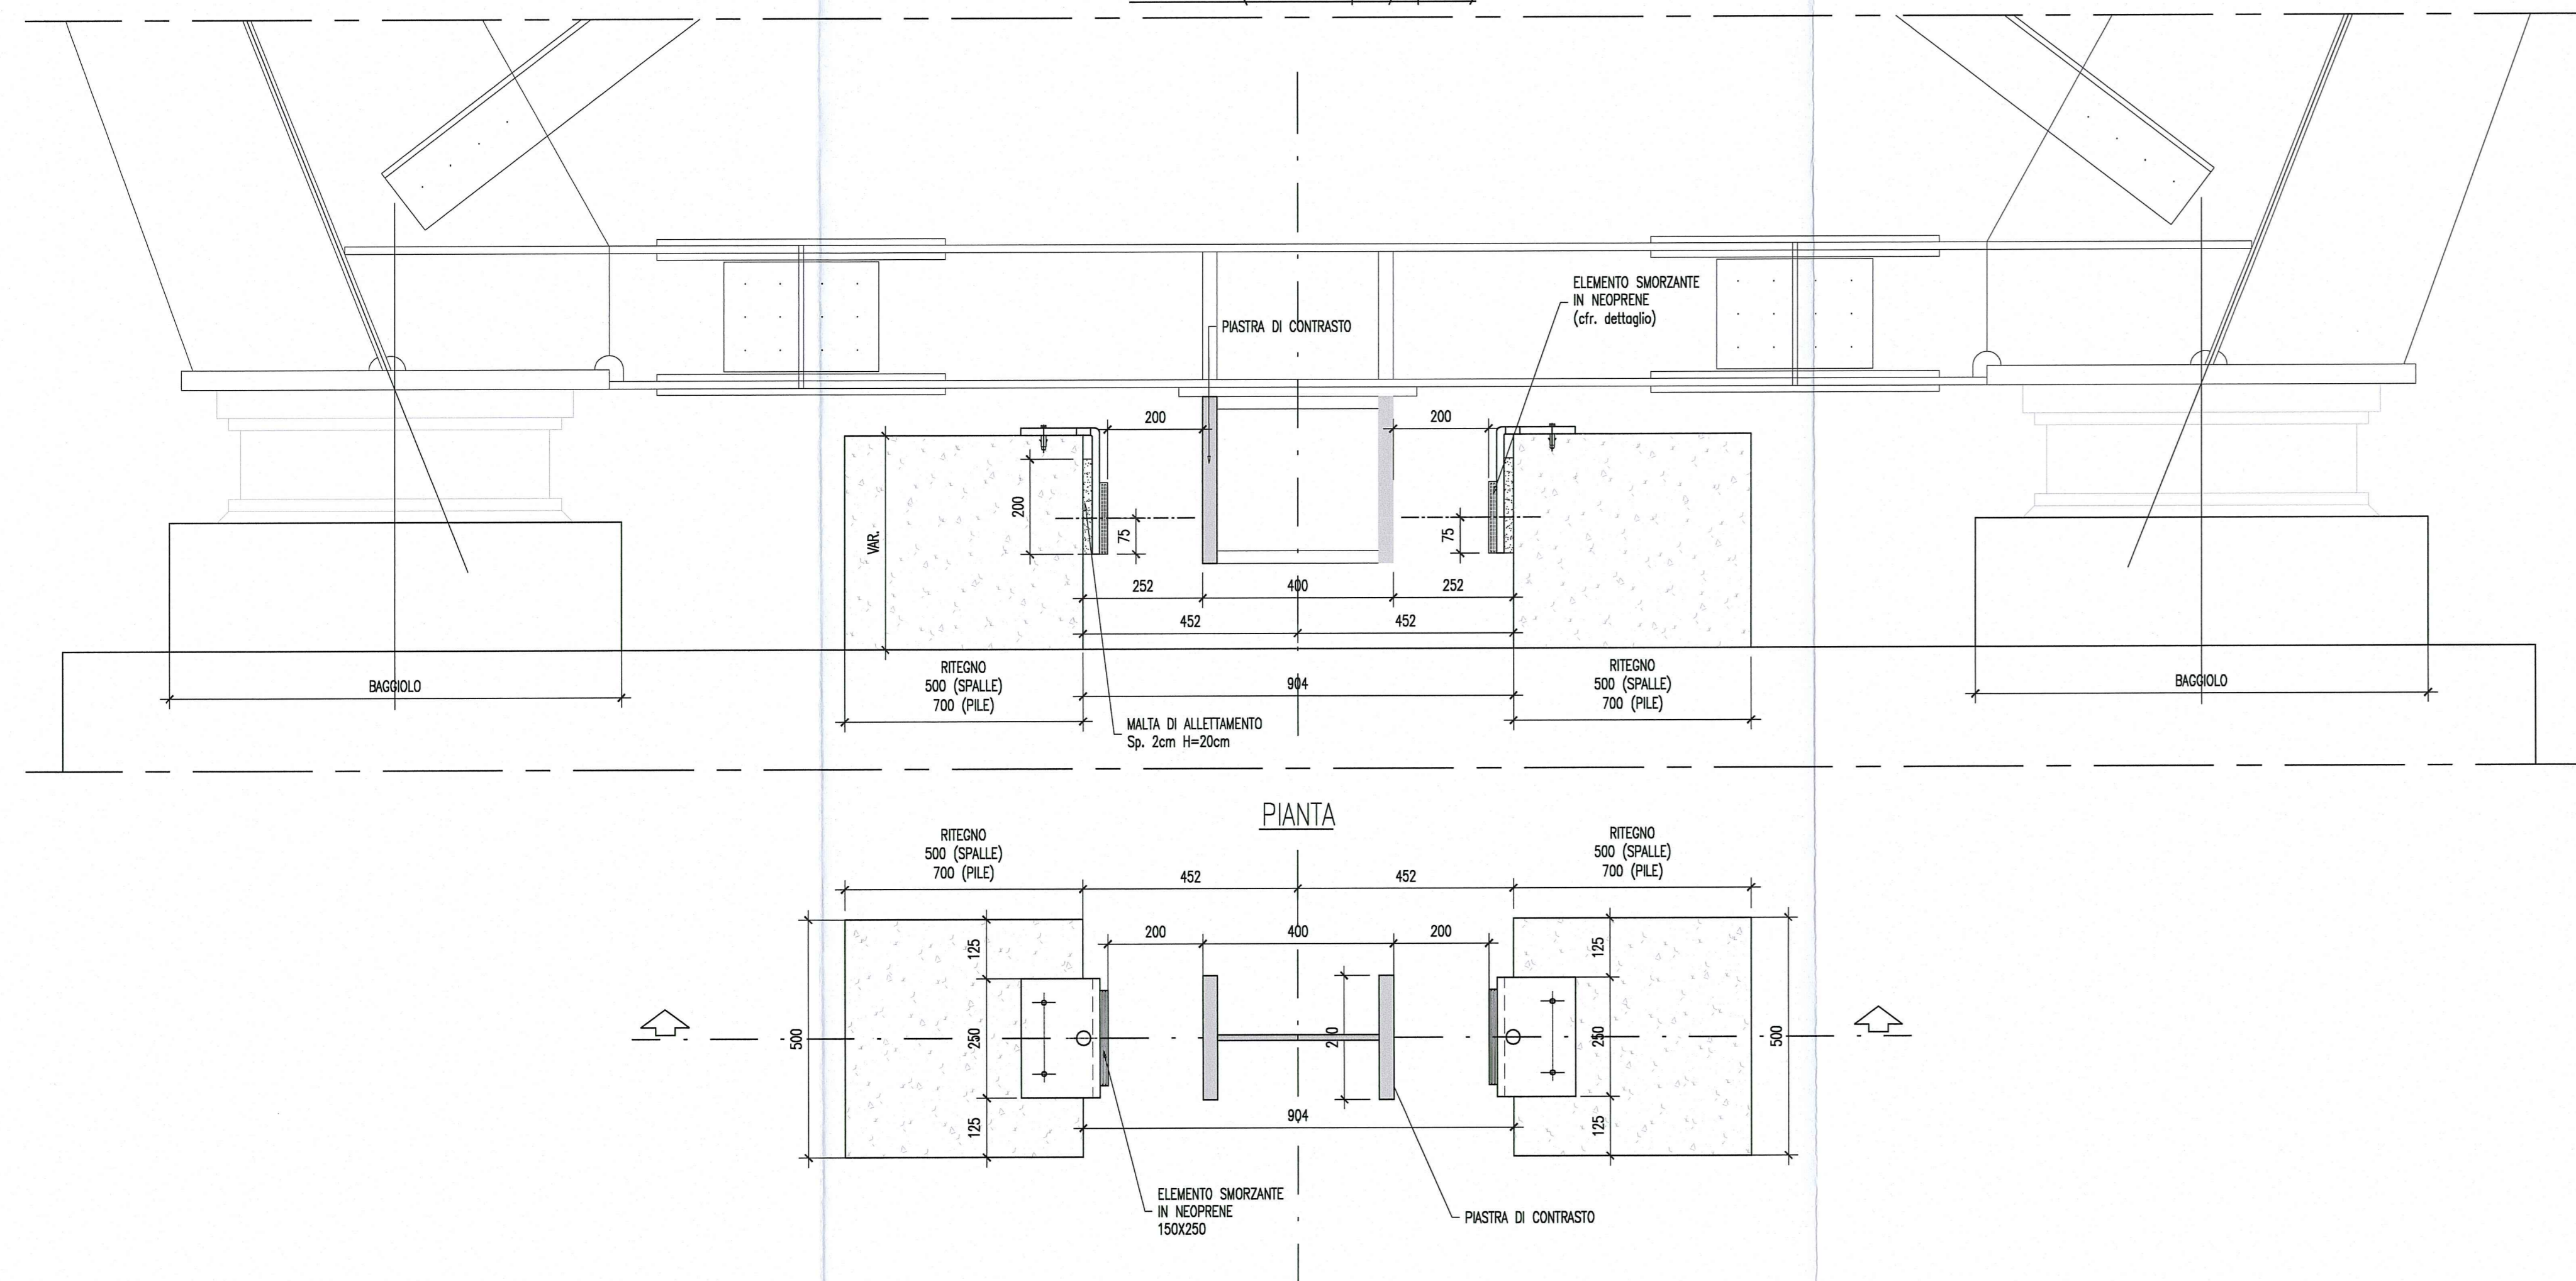 ELEMENTO SMORZANTE
IN NEOPRENE
(cfr. dettaglio)
PIASTRA DI CONTRASTO
200
200
200
75
75
VAR.
252
400
252
452
452
RITEGNO
500 (SPALLE)
700 (PILE)
904
RITEGNO
500 (SPALLE)
700 (PILE)
BAGGIOLO
BAGGIOLO
MALTA DI ALLETTAMENTO
Sp. 2cm H=20cm
PIANTA
RITEGNO
500 (SPALLE)
700 (PILE)
452
452
RITEGNO
500 (SPALLE)
700 (PILE)
125
200
400
200
125
500
250
250
500
125
904
125
ELEMENTO SMORZANTE
IN NEOPRENE
150X250
PIASTRA DI CONTRASTO